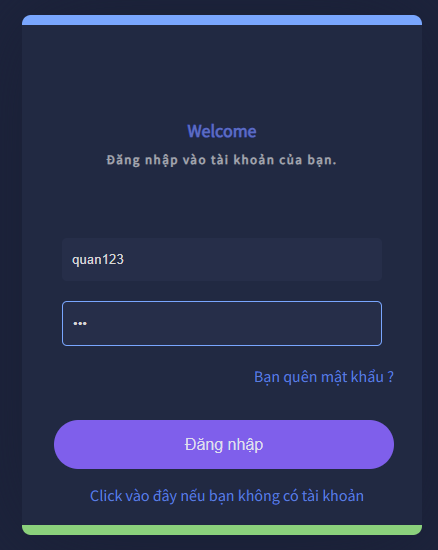 Welcome
Đăng nhập vào tài khoản của bạn.
quan123
•••
Bạn quên mật khẩu ?
Đăng nhập
Click vào đây nếu bạn không có tài khoản